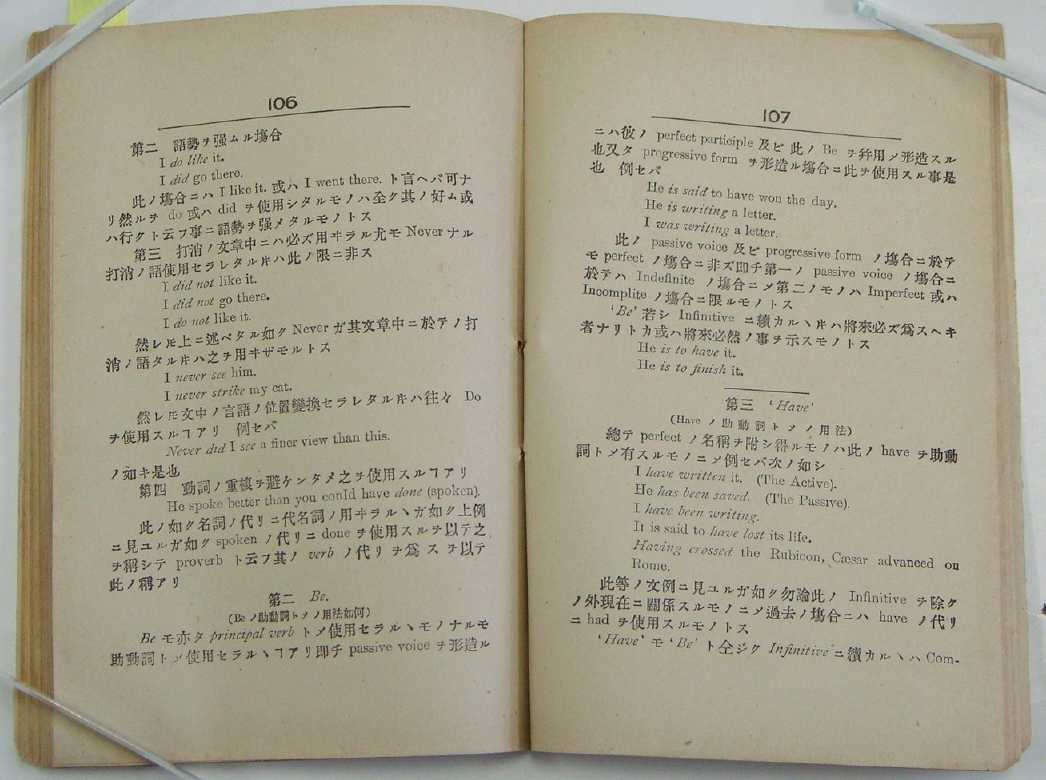 106
第二 語勢ヲ强ムル塲合
I do like it.
I did go there.
此ノ塲合ニハ I like it. 或ハ I went there. ト言ヘバ可ナ
リ然ルヲ do 或ハ did ヲ使用シタルモノハ全ク其ノ好ム或
ハ行クト云フ事ニ語勢ヲ强メタルモノトス
第三 打消ノ文章中ニハ必ズ用ヰラル尤モ Never ナル
打消ノ語使用セラレタル𪜈ハ此ノ限ニ非ス
I did not like it.
I did not go there.
I do not like it.
然レ𪜈上ニ述ベタル如ク Never ガ其文章中ニ於テノ打
消ノ語タル𪜈ハ之ヲ用ヰザモルトス
I never see him.
I never strike my cat.
然レ𪜈文中ノ言語ノ位置變換セラレタル𪜈ハ往々 Do
ヲ使用スルヿアリ 例セバ
Never did I see a finer view than this.
ノ如キ是也
第四 動詞ノ重複ヲ避ケンタメ之ヲ使用スルヿアリ
He spoke better than you conld have done (spoken).
此ノ如ク名詞ノ代リニ代名詞ノ用ヰラルヽガ如ク上例
ニ見ユルガ如ク spoken ノ代リニ done ヲ使用スルヲ以テ之
ヲ稱シテ proverb ト云フ其ノ verb ノ代リヲ爲スヲ以テ
此ノ稱アリ
第二 Be.
(Be ノ助動詞トメノ用法如何)
Be モ亦タ principal verb トメ使用セラルヽモノナルモ
助動詞トメ使用セラルヽヿアリ即チ passive voice ヲ形造ル
107
ニハ彼ノ perfect participle 及ビ此ノ Be ヲ幷用メ形造スル
也又タ progressive form ヲ形造ル塲合ニ此ヲ使用スル事是
也 例セバ
He is said to have won the day.
He is writing a letter.
I was writing a letter.
此ノ passive voice 及ビ progressive form ノ塲合ニ於テ
モ perfect ノ塲合ニ非ズ即チ第一ノ passive voice ノ塲合ニ
於テハ Indefinite ノ塲合ニメ第二ノモノハ Imperfect 或ハ
Incomplite ノ塲合ニ限ルモノトス
'Be' 若シ Infinitive ニ續カルヽ𪜈ハ將來必ズ爲スヘキ
者ナリトカ或ハ將來必然ノ事ヲ示スモノトス
He is to have it.
He is to finish it.
第三 'Have'
(Have ノ助動詞トメノ用法)
總テ perfect ノ名稱ヲ附シ得ルモノハ此ノ have ヲ助動
詞トメ有スルモノニメ例セバ次ノ如シ
I have written it. (The Active).
He has been saved. (The Passive).
I have been writing.
It is said to have lost its life.
Having crossed the Rubicon, Cæsar advanced on
Rome.
此等ノ文例ニ見ユルガ如ク勿論此ノ Infinitive ヲ除ク
ノ外現在ニ關係スルモノニメ過去ノ塲合ニハ have ノ代リ
ニ had ヲ使用スルモノトス
'Have' モ 'Be' ト仝ジク Infinitive ニ續カルヽハ Com-